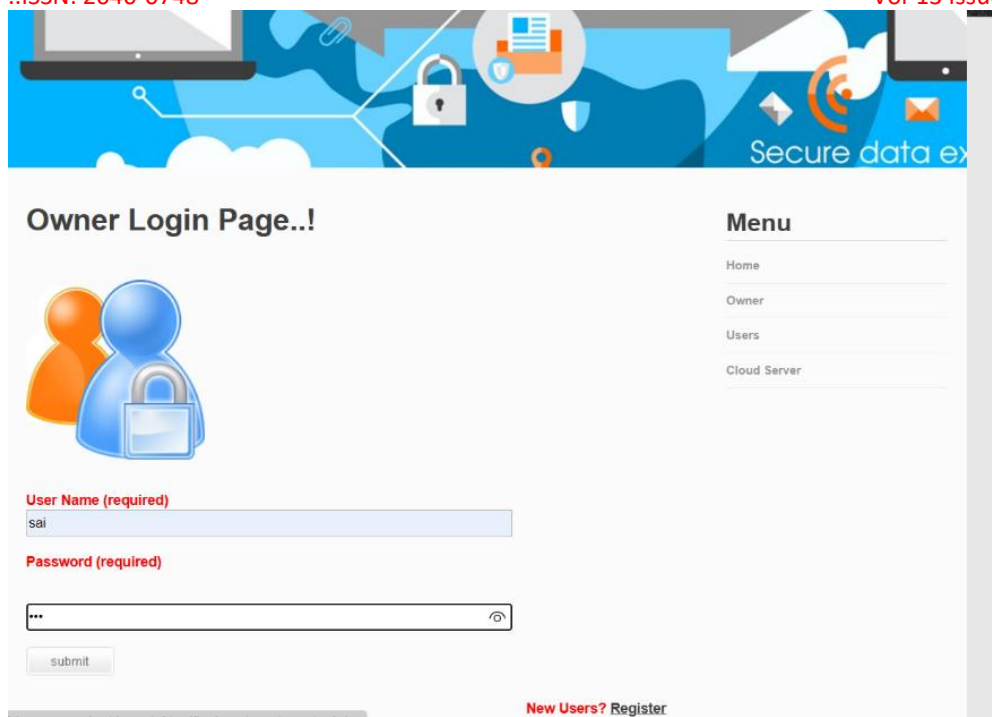 Secure data ex
Owner Login Page..!
Menu
Home
Owner
Users
Cloud Server
User Name (required)
sai
Password (required)
•••
submit
New Users? Register